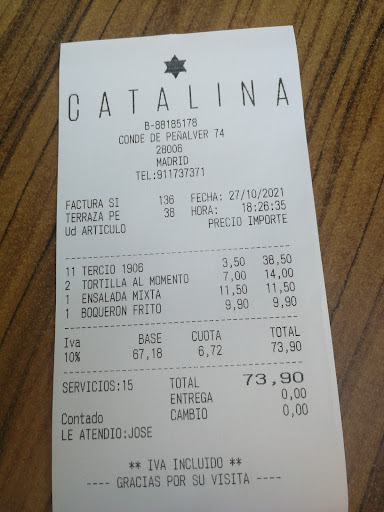 CATALINA
B-88185178
CONDE DE PEÑALVER 74
28006
MADRID
TEL:911737371
FACTURA SI 136 FECHA: 27/10/2021
TERRAZA PE 38 HORA: 18:26:35
Ud ARTICULO PRECIO IMPORTE
11 TERCIO 1906 3,50 38,50
2 TORTILLA AL MOMENTO 7,00 14,00
1 ENSALADA MIXTA 11,50 11,50
1 BOQUERON FRITO 9,90 9,90
Iva BASE CUOTA TOTAL
10% 67,18 6,72 73,90
SERVICIOS:15 TOTAL 73,90
ENTREGA 0,00
Contado CAMBIO 0,00
LE ATENDIO:JOSE
** IVA INCLUIDO **
---- GRACIAS POR SU VISITA ----